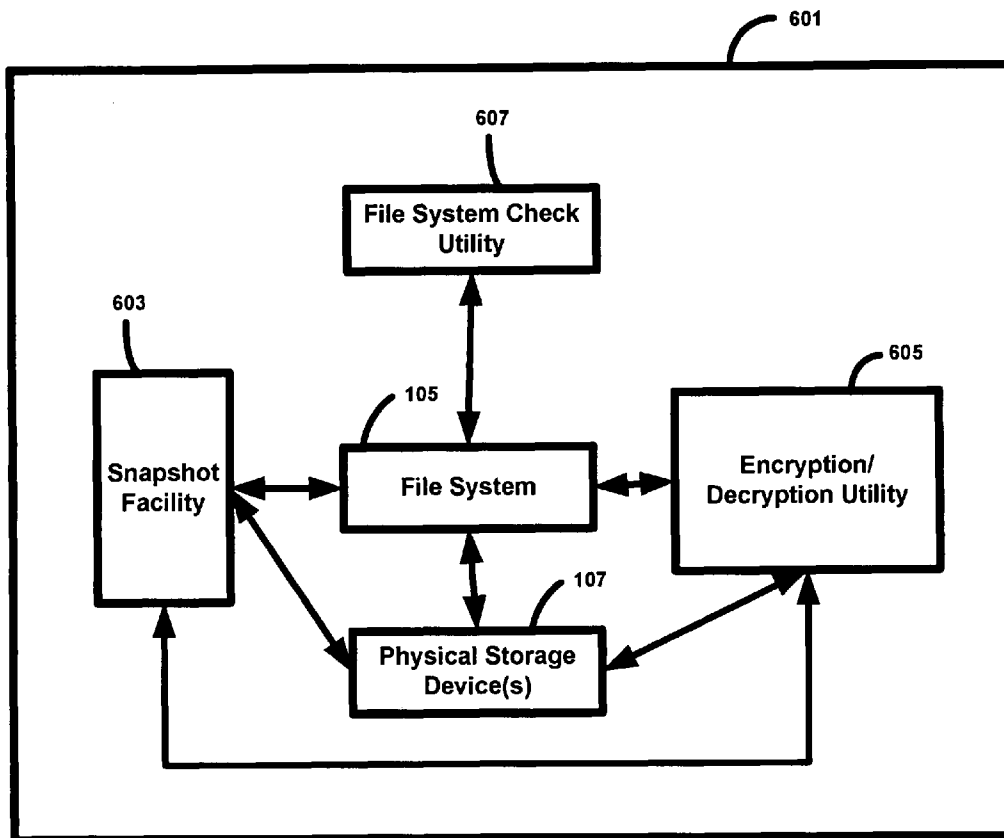 601
607
File System Check
Utility
603
605
105
Snapshot
Facility
File System
Encryption/
Decryption Utility
107
Physical Storage
Device(s)